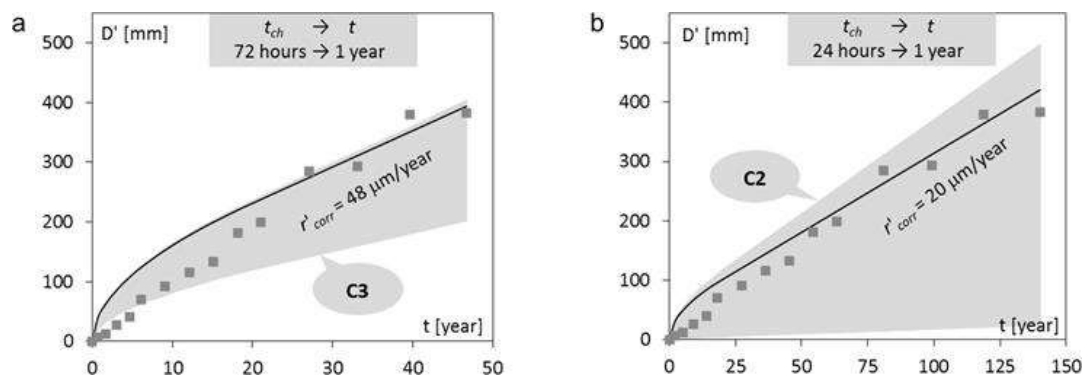 a
D' [mm]
t_ch → t
72 hours → 1 year
500
400
300
200
100
0
r'_corr = 48 µm/year
C3
t [year]
0 10 20 30 40 50
b
D' [mm]
t_ch → t
24 hours → 1 year
500
400
300
200
100
0
C2
r'_corr = 20 µm/year
t [year]
0 25 50 75 100 125 150